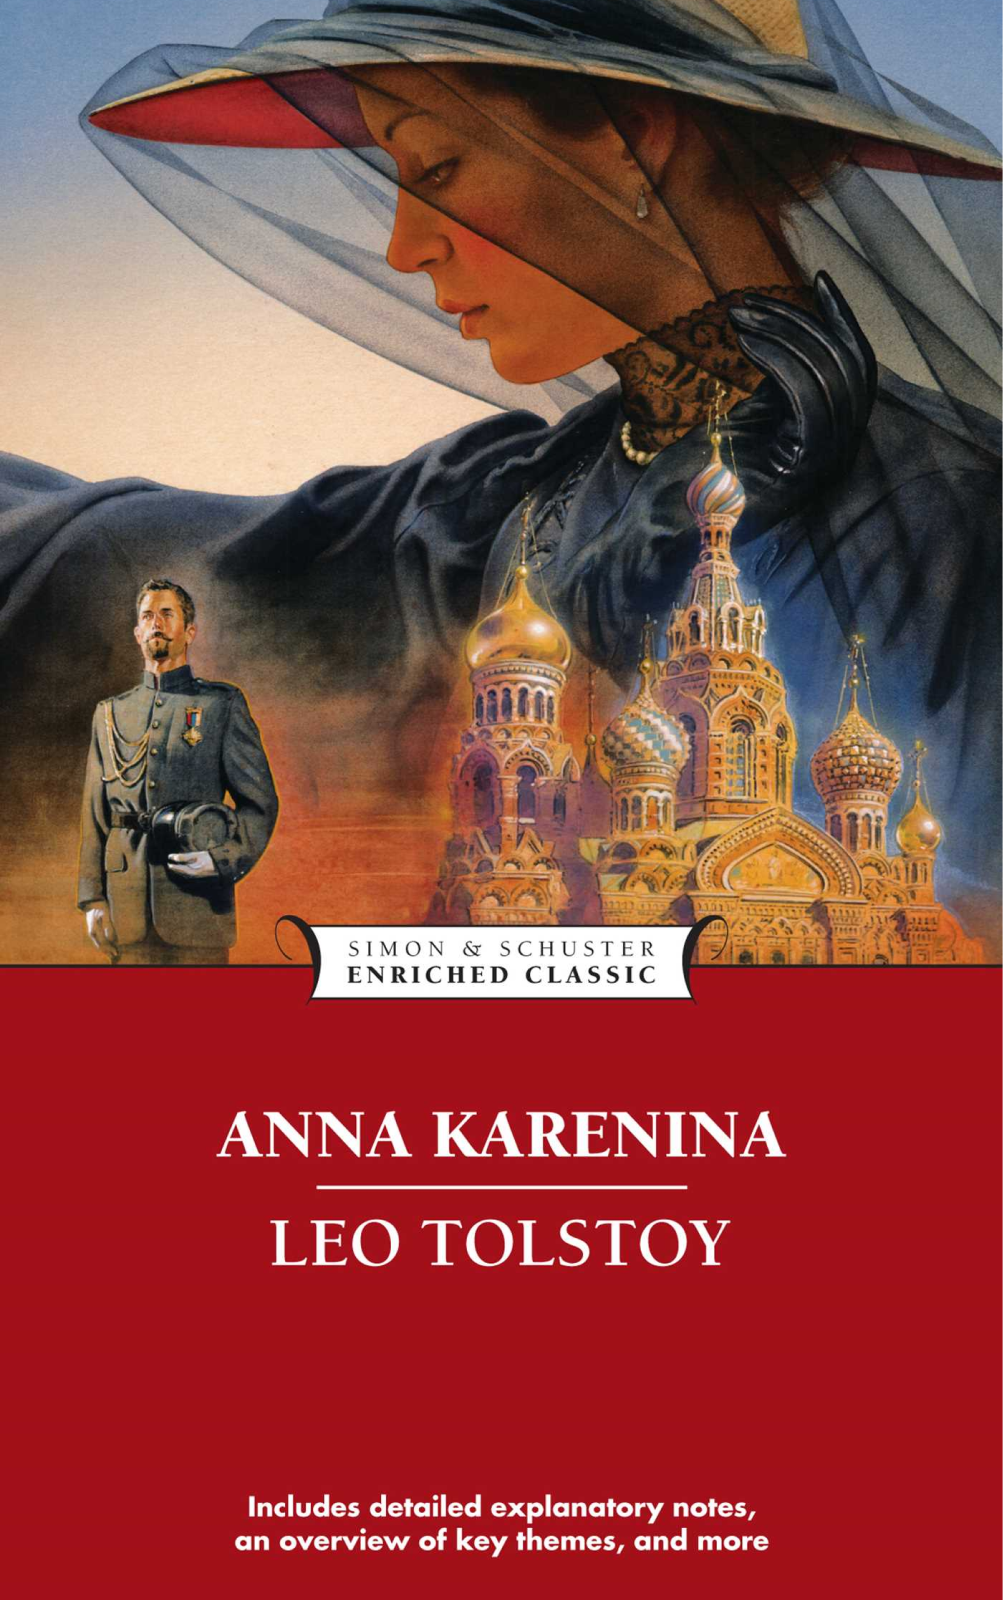 SIMON & SCHUSTER
ENRICHED CLASSIC
ANNA KARENINA
LEO TOLSTOY
Includes detailed explanatory notes,
an overview of key themes, and more